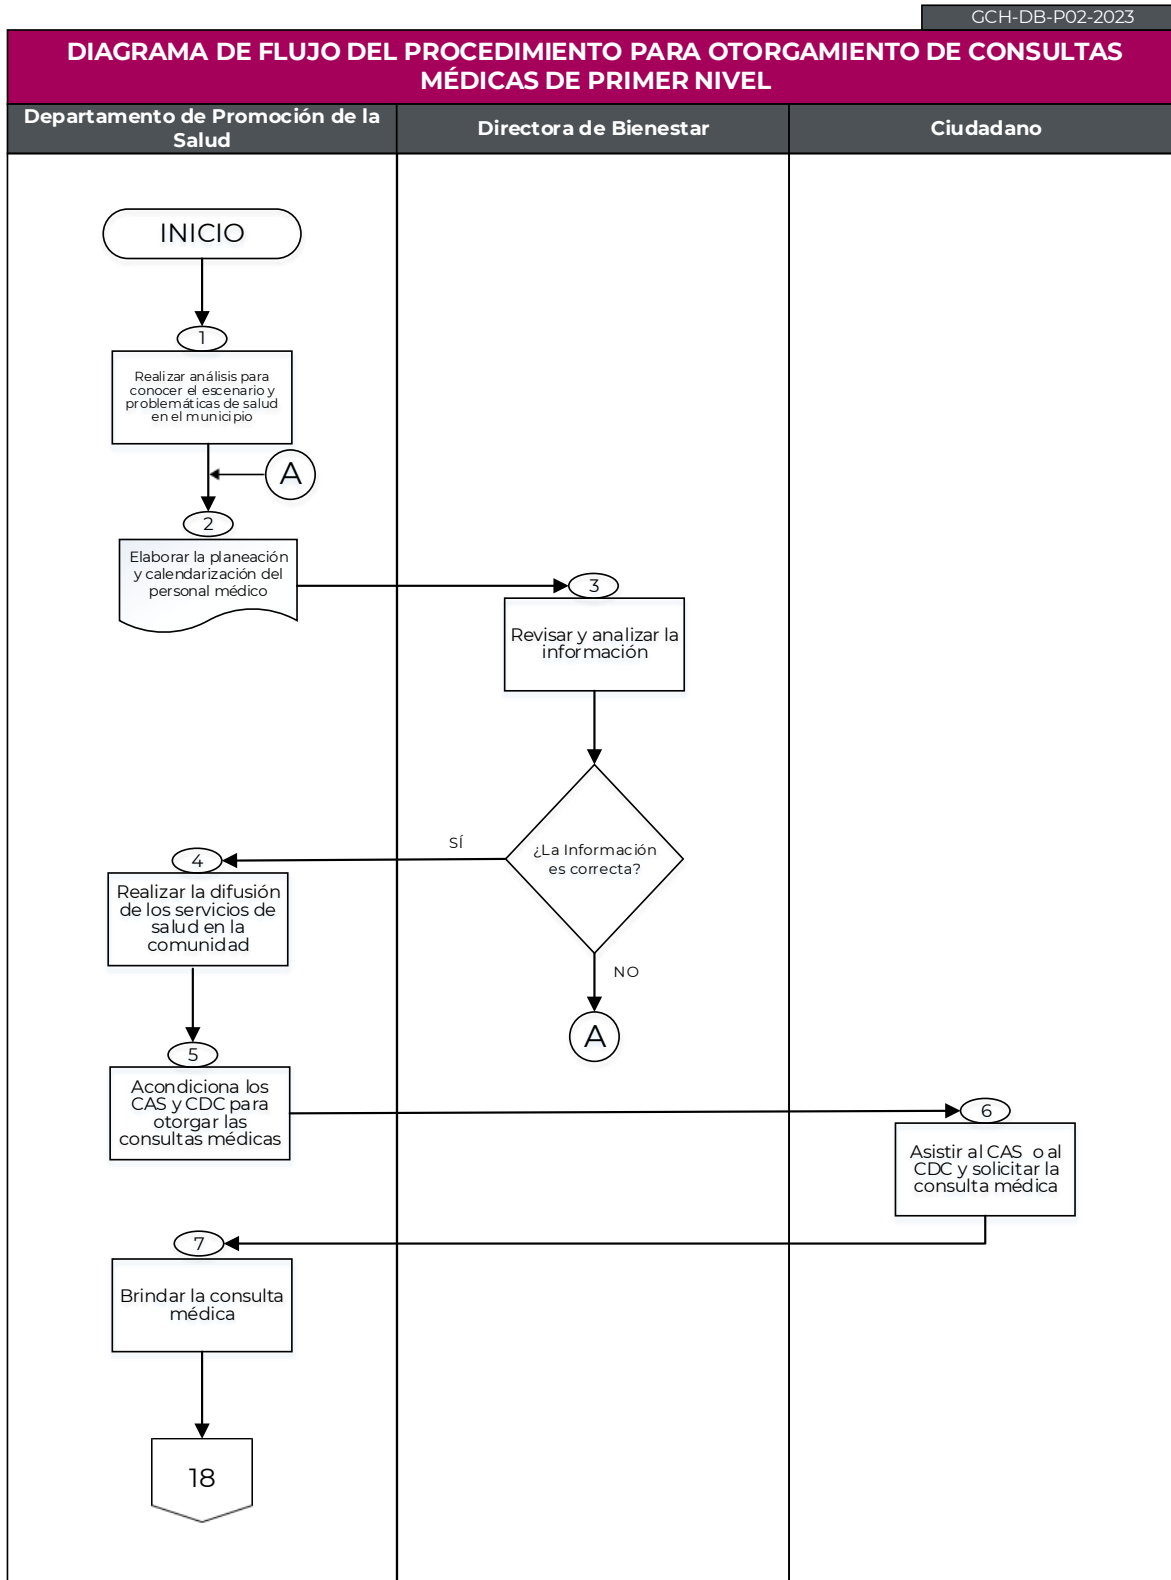 GCH-DB-P02-2023
DIAGRAMA DE FLUJO DEL PROCEDIMIENTO PARA OTORGAMIENTO DE CONSULTAS
MÉDICAS DE PRIMER NIVEL
Departamento de Promoción de la
Salud
Directora de Bienestar
Ciudadano
INICIO
1
Realizar análisis para
conocer el escenario y
problemáticas de salud
en el municipio
A
2
Elaborar la planeación
y calendarización del
personal médico
3
Revisar y analizar la
información
¿La Información
es correcta?
SÍ
4
Realizar la difusión
de los servicios de
salud en la
comunidad
NO
A
5
Acondiciona los
CAS y CDC para
otorgar las
consultas médicas
6
Asistir al CAS o al
CDC y solicitar la
consulta médica
7
Brindar la consulta
médica
18